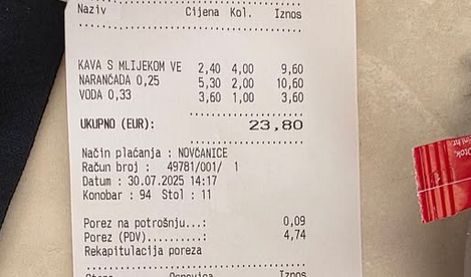 Naziv Cijena Kol. Iznos
KAVA S MLIJEKOM VE 2,40 4,00 9,60
NARANČADA 0,25 5,30 2,00 10,60
VODA 0,33 3,60 1,00 3,60
UKUPNO (EUR): 23,80
Način plaćanja : NOVČANICE
Račun broj : 49781/001/ 1
Datum : 30.07.2025 14:17
Konobar : 94 Stol : 11
Porez na potrošnju...: 0,09
Porez (PDV)..........: 4,74
Rekapitulacija poreza
Stopa Osnovica Iznos